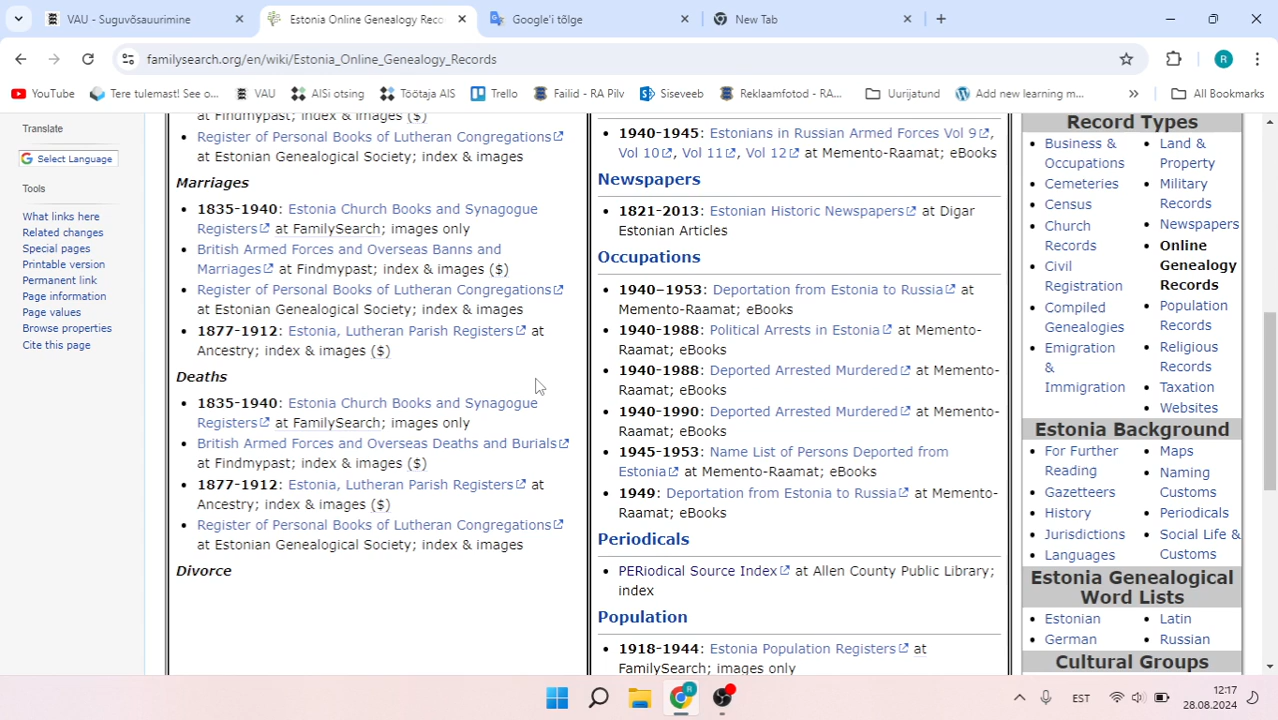 VAU - Suguvõsauurimine
Estonia Online Genealogy Reco
Google'i tõlge
New Tab
familysearch.org/en/wiki/Estonia_Online_Genealogy_Records
R
YouTube
Tere tulemast! See o...
VAU
AISi otsing
Töötaja AIS
Trello
Failid - RA Pilv
Siseveeb
Reklaamfotod - RA...
Uurijatund
Add new learning m...
All Bookmarks
Translate
Select Language
Tools
What links here
Related changes
Special pages
Printable version
Permanent link
Page information
Page values
Browse properties
Cite this page
at Findmypast; index & images ($)
Register of Personal Books of Lutheran Congregations
at Estonian Genealogical Society; index & images
Marriages
1835-1940: Estonia Church Books and Synagogue
Registers at FamilySearch; images only
British Armed Forces and Overseas Banns and
Marriages at Findmypast; index & images ($)
Register of Personal Books of Lutheran Congregations
at Estonian Genealogical Society; index & images
1877-1912: Estonia, Lutheran Parish Registers at
Ancestry; index & images ($)
Deaths
1835-1940: Estonia Church Books and Synagogue
Registers at FamilySearch; images only
British Armed Forces and Overseas Deaths and Burials
at Findmypast; index & images ($)
1877-1912: Estonia, Lutheran Parish Registers at
Ancestry; index & images ($)
Register of Personal Books of Lutheran Congregations
at Estonian Genealogical Society; index & images
Divorce
1940-1945: Estonians in Russian Armed Forces Vol 9,
Vol 10, Vol 11, Vol 12 at Memento-Raamat; eBooks
Newspapers
1821-2013: Estonian Historic Newspapers at Digar
Estonian Articles
Occupations
1940–1953: Deportation from Estonia to Russia at
Memento-Raamat; eBooks
1940-1988: Political Arrests in Estonia at Memento-
Raamat; eBooks
1940-1988: Deported Arrested Murdered at Memento-
Raamat; eBooks
1940-1990: Deported Arrested Murdered at Memento-
Raamat; eBooks
1945-1953: Name List of Persons Deported from
Estonia at Memento-Raamat; eBooks
1949: Deportation from Estonia to Russia at Memento-
Raamat; eBooks
Periodicals
PERiodical Source Index at Allen County Public Library;
index
Population
1918-1944: Estonia Population Registers at
FamilySearch; images only
Record Types
Business &
Occupations
Cemeteries
Census
Church
Records
Civil
Registration
Compiled
Genealogies
Emigration
&
Immigration
Land &
Property
Military
Records
Newspapers
Online
Genealogy
Records
Population
Records
Religious
Records
Taxation
Websites
Estonia Background
For Further
Reading
Gazetteers
History
Jurisdictions
Languages
Maps
Naming
Customs
Periodicals
Social Life &
Customs
Estonia Genealogical
Word Lists
Estonian
German
Latin
Russian
Cultural Groups
R
EST
12:17
28.08.2024